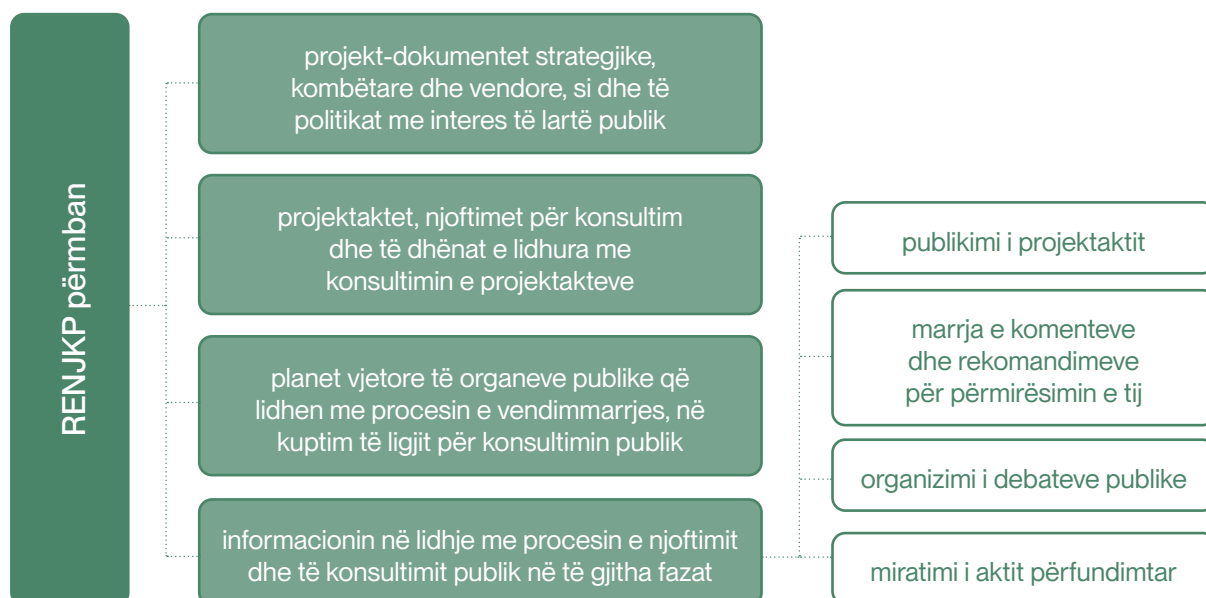 RENJKP përmban
projekt-dokumentet strategjike,
kombëtare dhe vendore, si dhe të
politikat me interes të lartë publik
projektaktet, njoftimet për konsultim
dhe të dhënat e lidhura me
konsultimin e projektakteve
planet vjetore të organeve publike që
lidhen me procesin e vendimmarrjes, në
kuptim të ligjit për konsultimin publik
informacionin në lidhje me procesin e njoftimit
dhe të konsultimit publik në të gjitha fazat
publikimi i projektaktit
marrja e komenteve
dhe rekomandimeve
për përmirësimin e tij
organizimi i debateve publike
miratimi i aktit përfundimtar